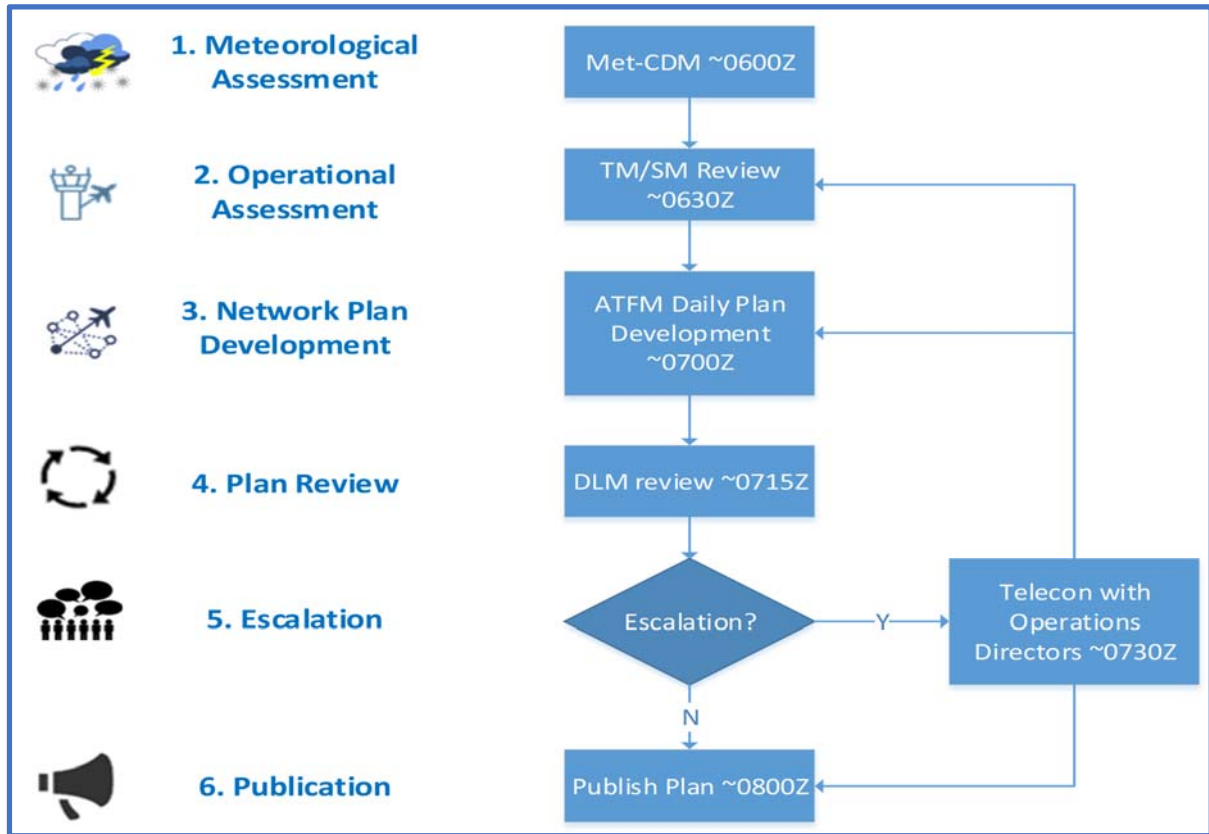 1. Meteorological
Assessment
Met-CDM ~0600Z
2. Operational
Assessment
TM/SM Review
~0630Z
3. Network Plan
Development
ATFM Daily Plan
Development
~0700Z
4. Plan Review
DLM review ~0715Z
5. Escalation
Escalation?
Y
Telecon with
Operations
Directors ~0730Z
N
6. Publication
Publish Plan ~0800Z